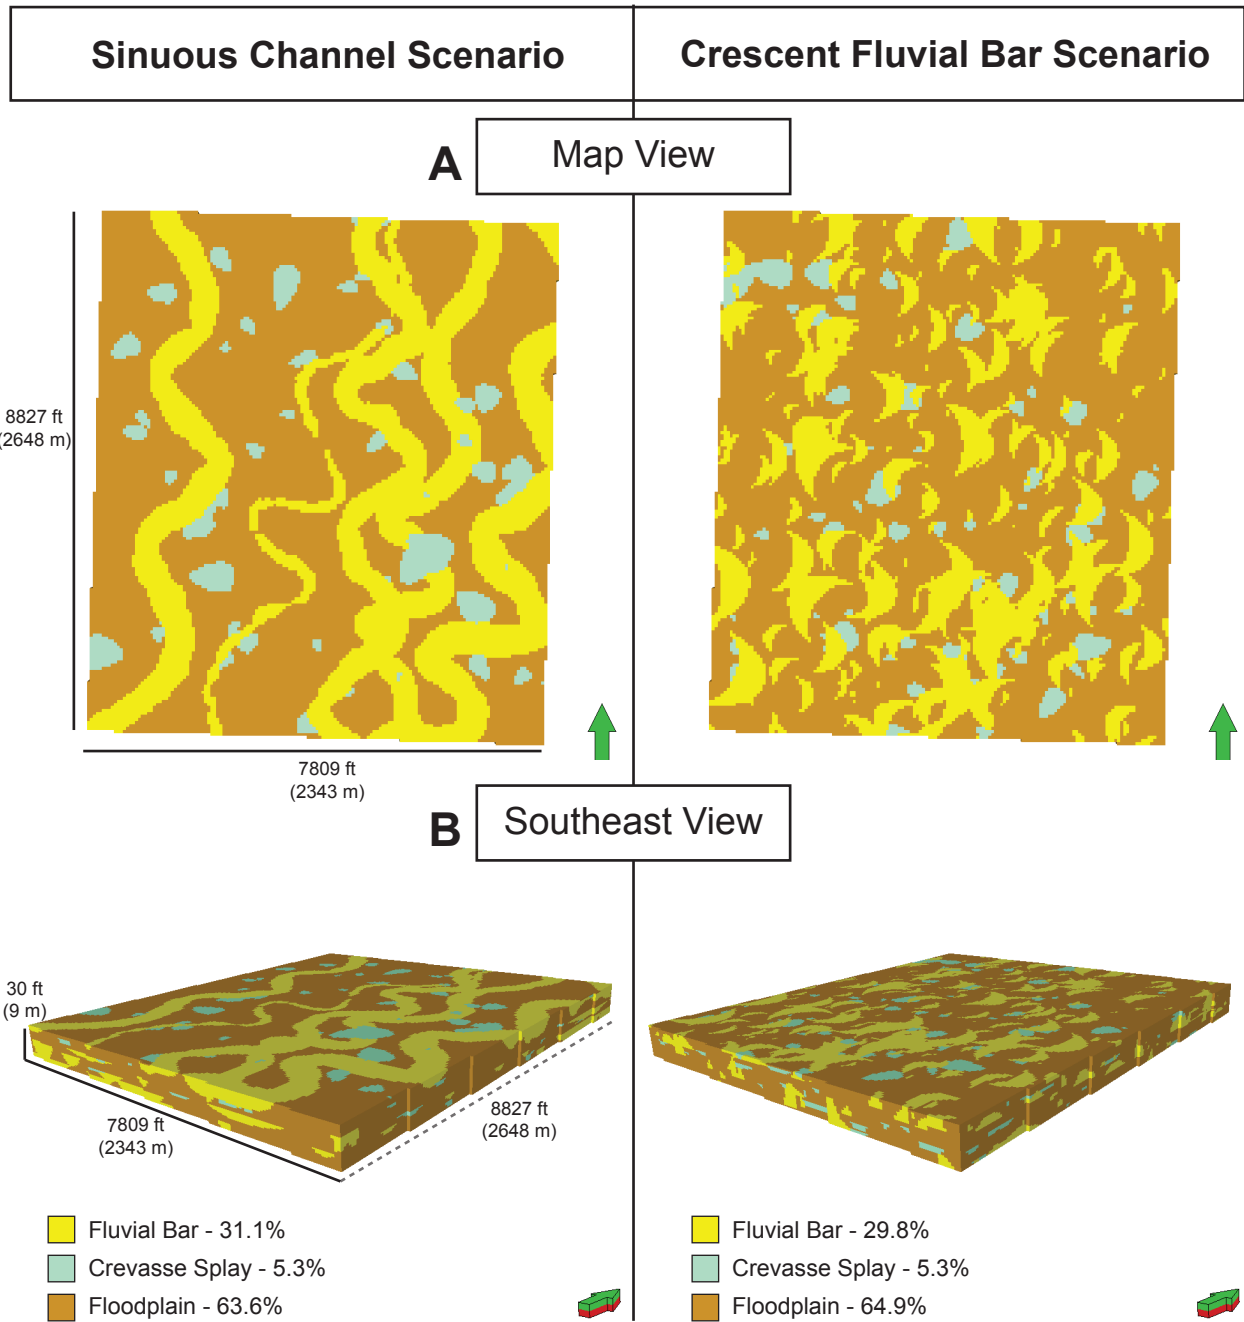 Sinuous Channel Scenario
Crescent Fluvial Bar Scenario
A
Map View
8827 ft
(2648 m)
7809 ft
(2343 m)
B
Southeast View
30 ft
(9 m)
7809 ft
(2343 m)
8827 ft
(2648 m)
Fluvial Bar - 31.1%
Crevasse Splay - 5.3%
Floodplain - 63.6%
Fluvial Bar - 29.8%
Crevasse Splay - 5.3%
Floodplain - 64.9%